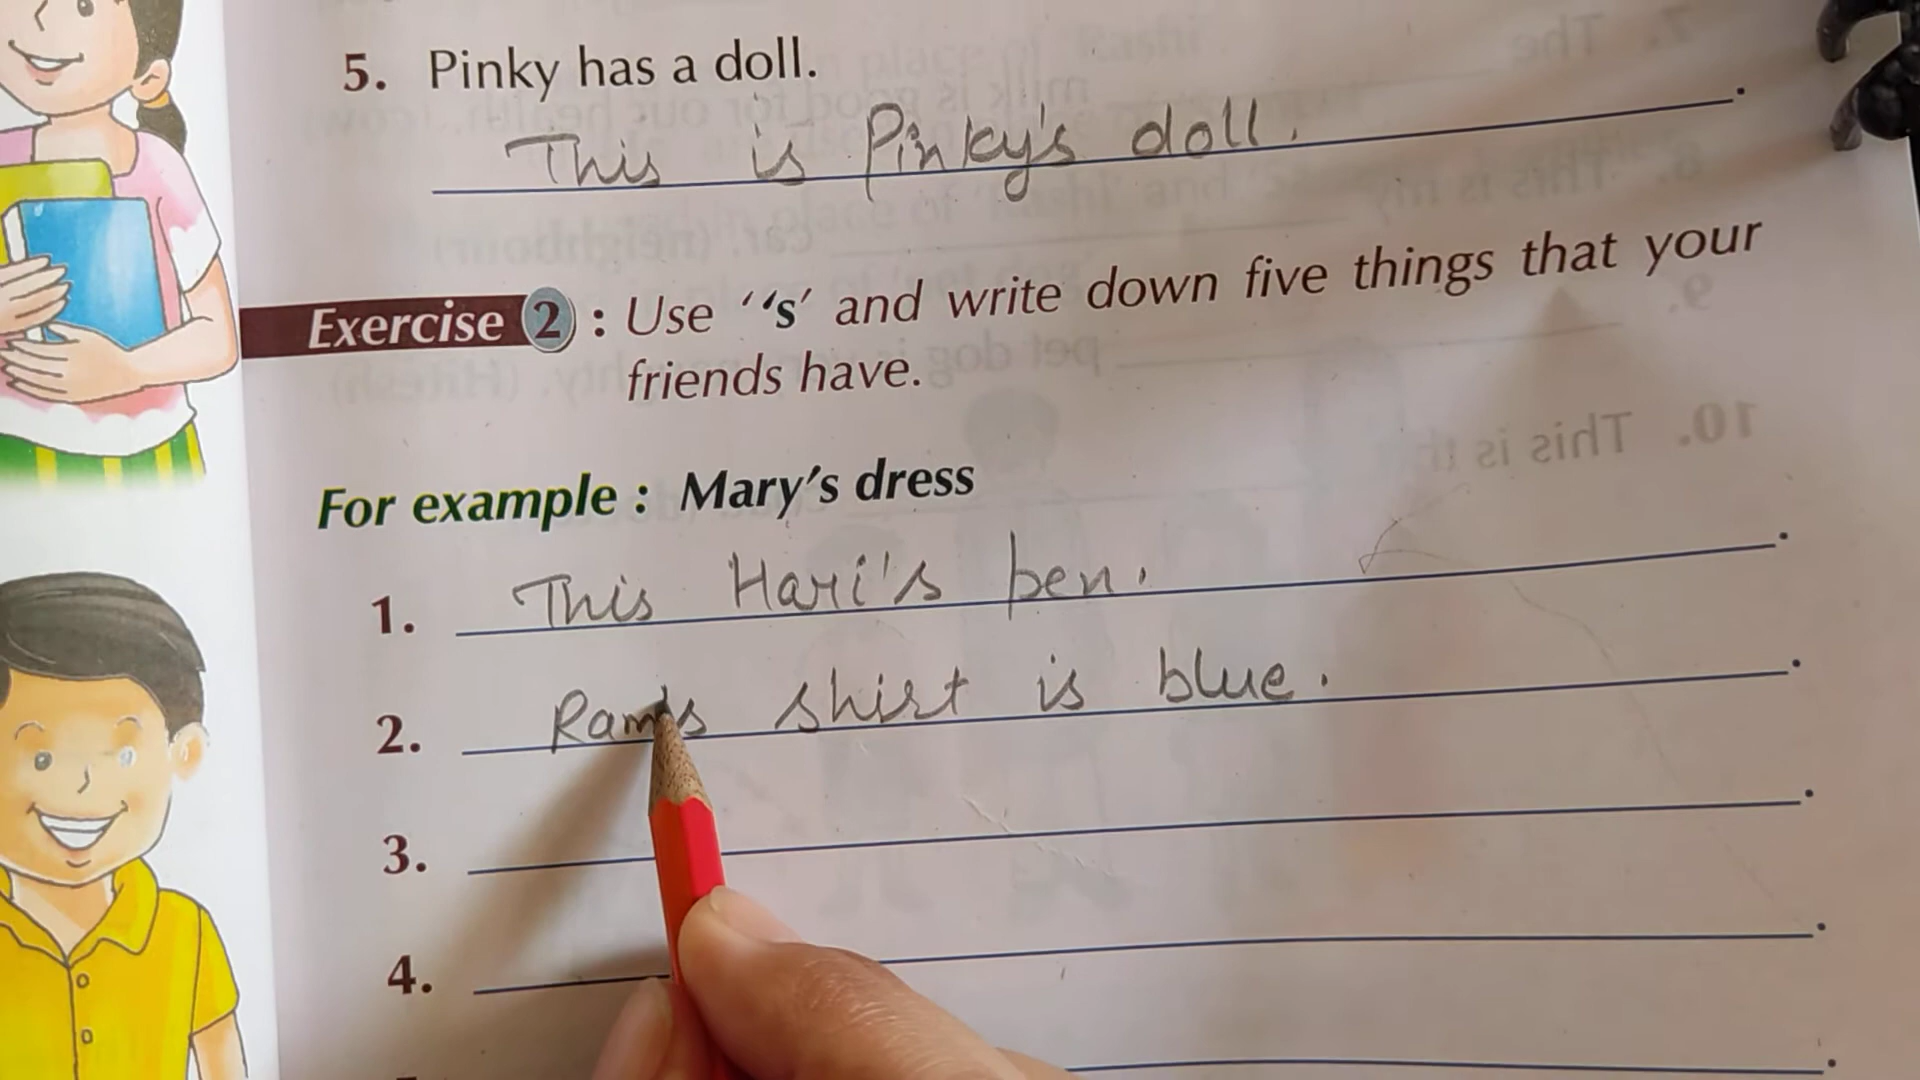 5. Pinky has a doll.
This is Pinky's doll.
Exercise 2 : Use ''s' and write down five things that your
friends have.
For example : Mary's dress
1. This Hari's pen.
2. Ram's shirt is blue.
3.
4.